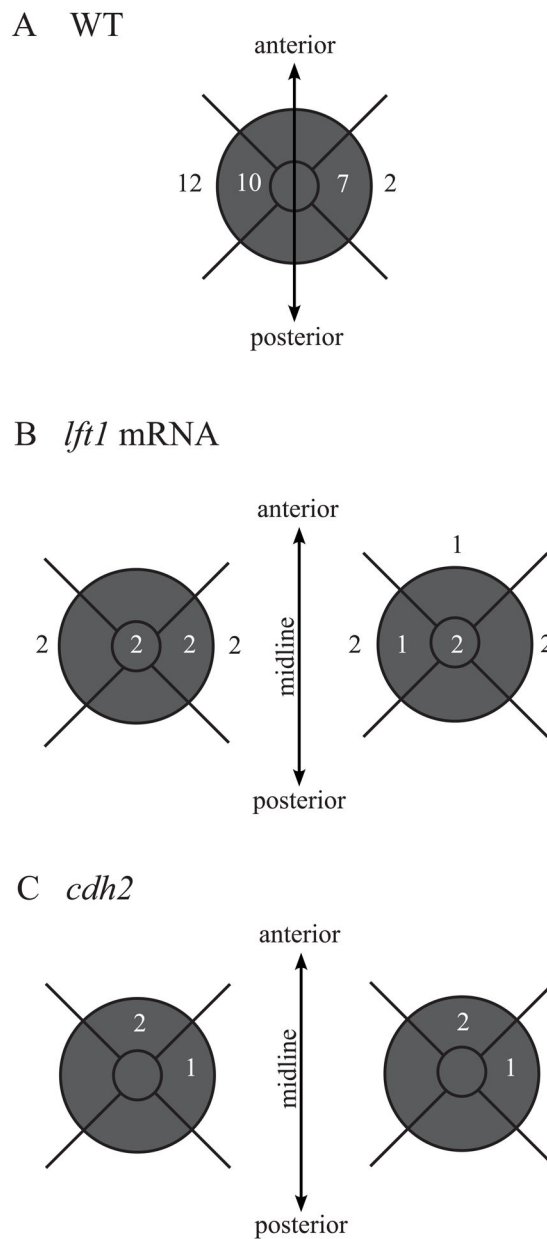 A WT
anterior
12 10 7 2
posterior
B lft1 mRNA
anterior
1
2 2 2 2 midline 2 1 2 2
posterior
C cdh2
anterior
2 2
1 midline 1
posterior